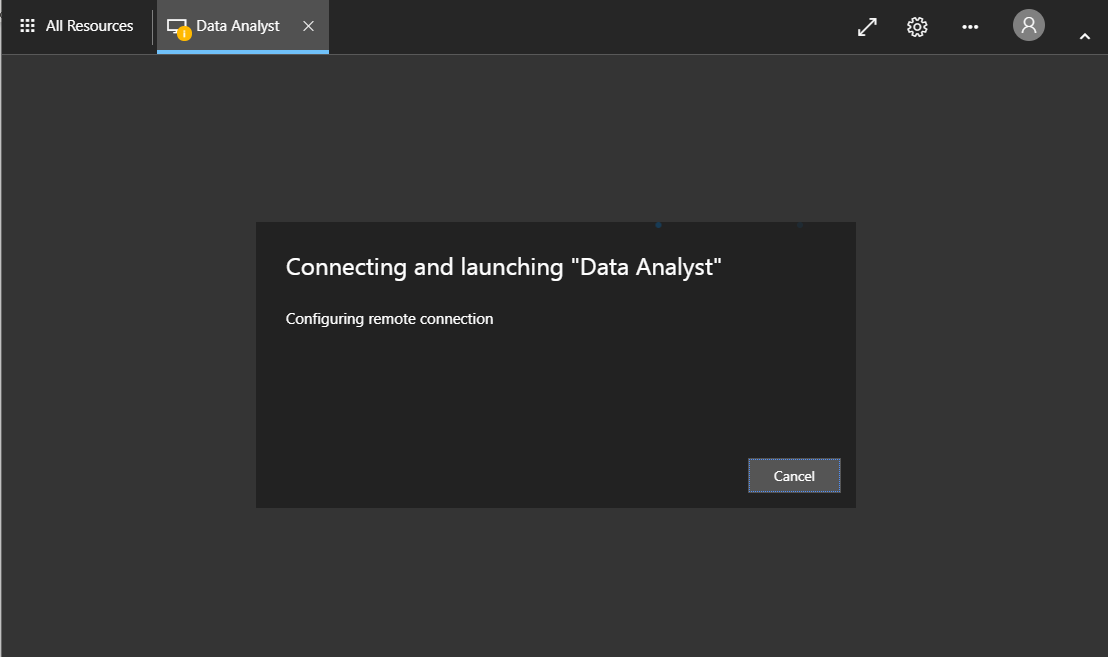 All Resources
Data Analyst
Connecting and launching "Data Analyst"
Configuring remote connection
Cancel